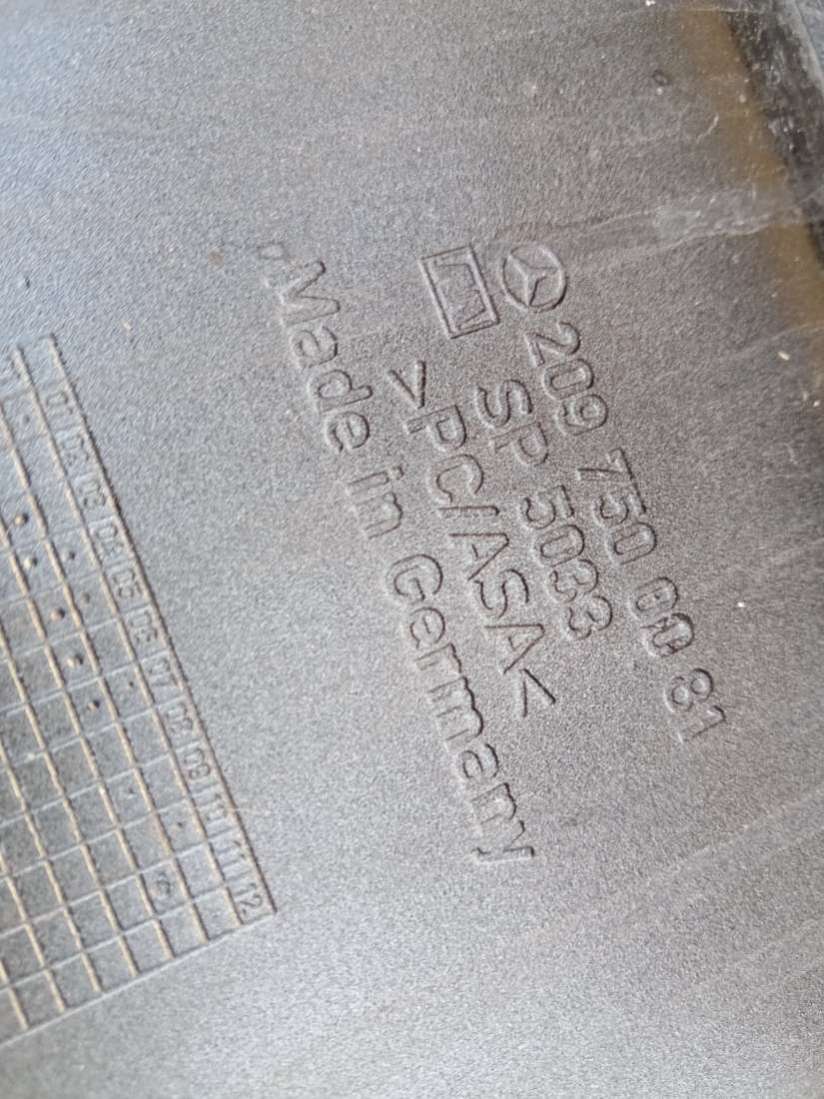 209 750 00 81
SP 5033
>PC/ASA<
Made in Germany
01 02 03 04 05 06 07 08 09 10 11 12